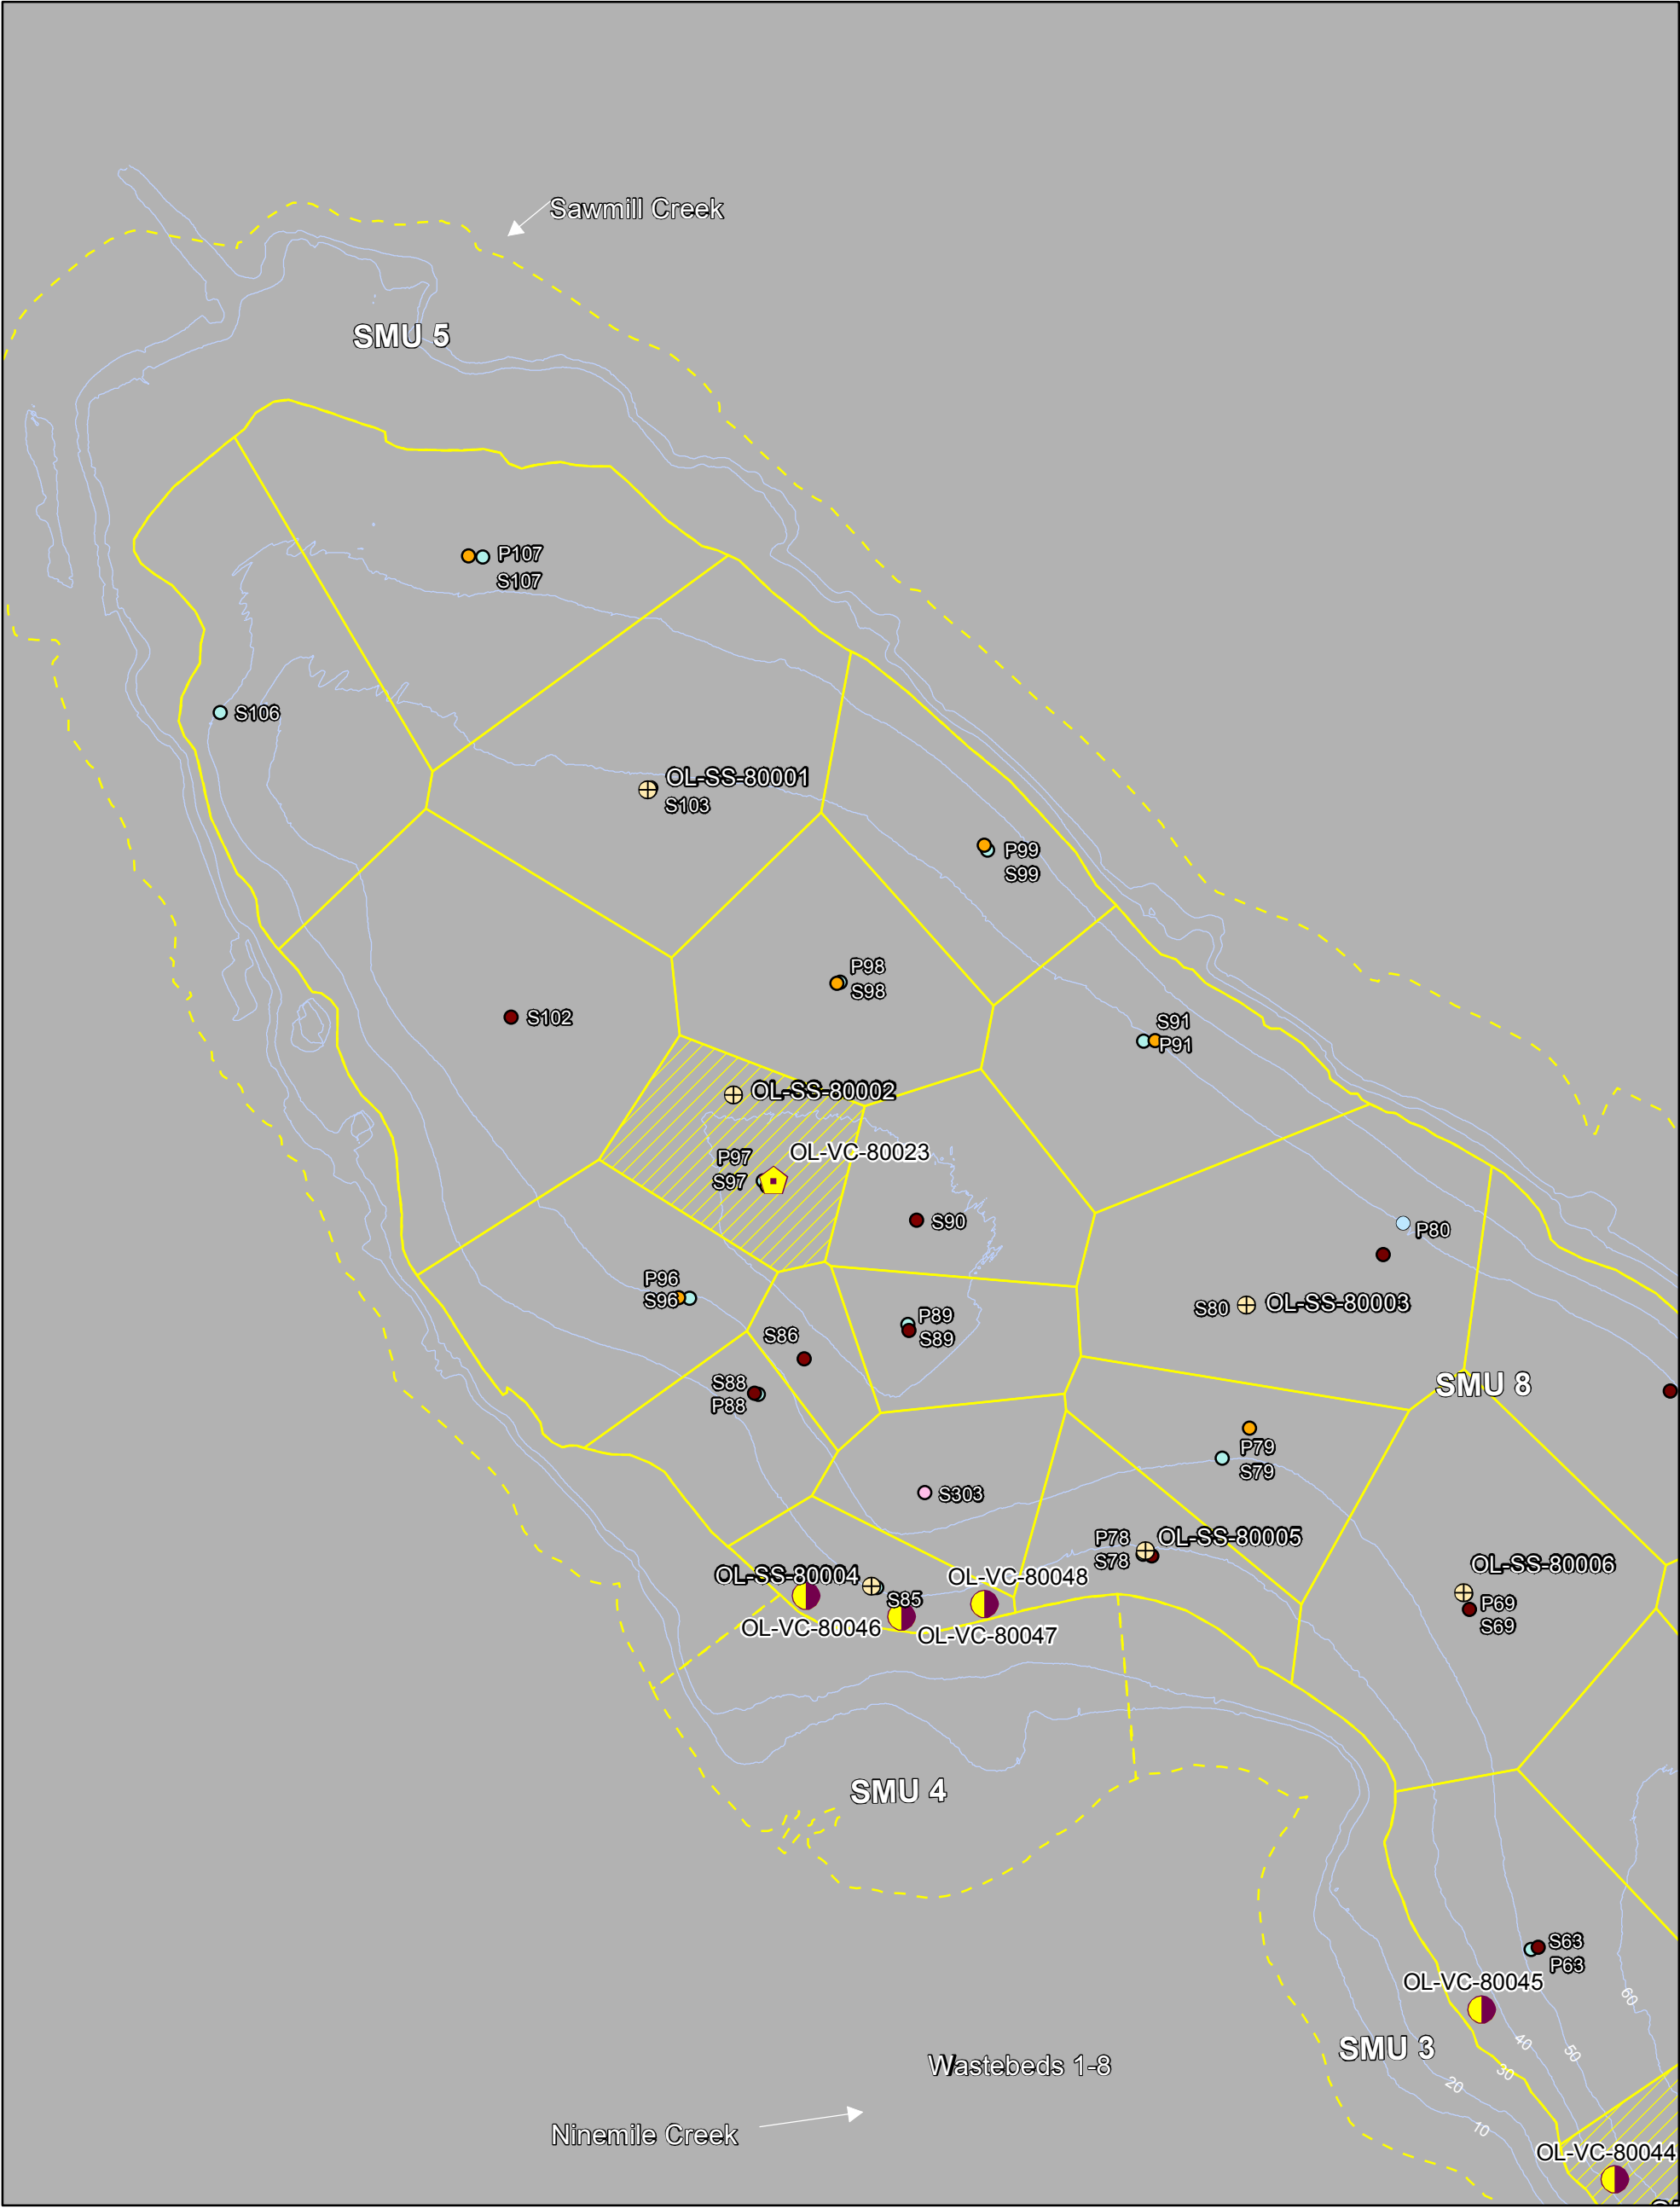 Sawmill Creek
SMU 5
P107
S107
S106
OL-SS-80001
S103
P99
S99
P98
S98
S102
S91
P91
OL-SS-80002
OL-VC-80023
P97
S97
S90
P80
P96
S96
S80
OL-SS-80003
P89
S89
S86
S88
P88
SMU 8
P79
S79
S303
P78
S78
OL-SS-80005
OL-SS-80006
OL-SS-80004
OL-VC-80048
S85
P69
S69
OL-VC-80046
OL-VC-80047
SMU 4
S63
P63
OL-VC-80045
60
SMU 3
40
50
30
20
10
Wastebeds 1-8
Ninemile Creek
OL-VC-80044